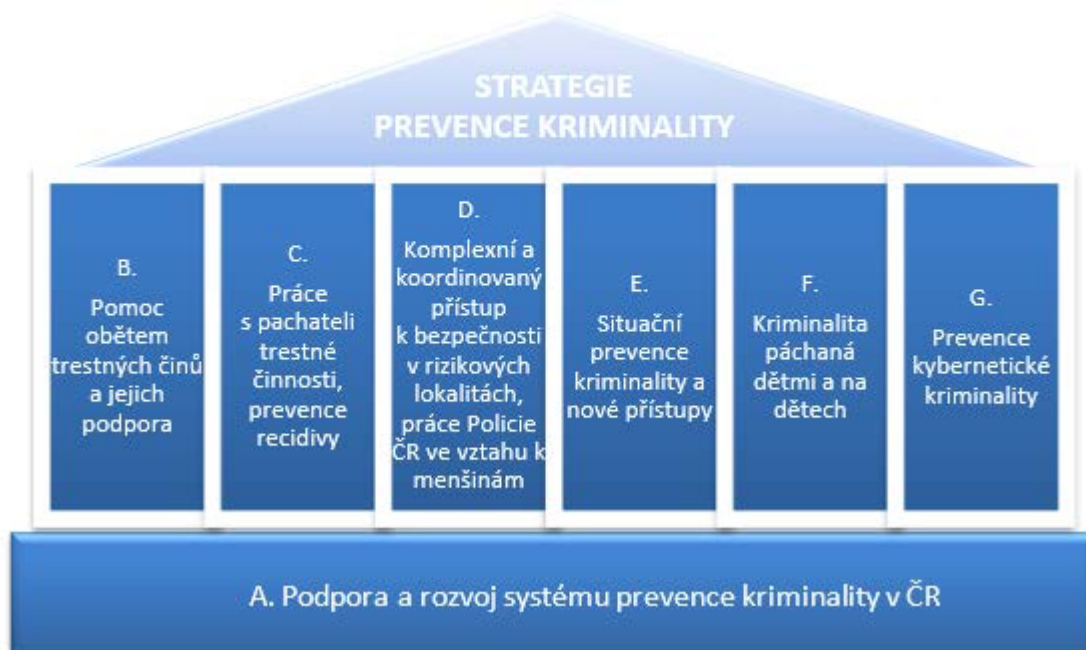 STRATEGIE
PREVENCE KRIMINALITY
B.
Pomoc
obětem
trestných činů
a jejich
podpora
C.
Práce
s pachateli
trestné
činnosti,
prevence
recidivy
D.
Komplexní a
koordinovaný
přístup
k bezpečnosti
v rizikových
lokalitách,
práce Policie
ČR ve vztahu k
menšinám
E.
Situační
prevence
kriminality a
nové přístupy
F.
Kriminalita
páchaná
dětmi a na
dětech
G.
Prevence
kybernetické
kriminality
A. Podpora a rozvoj systému prevence kriminality v ČR